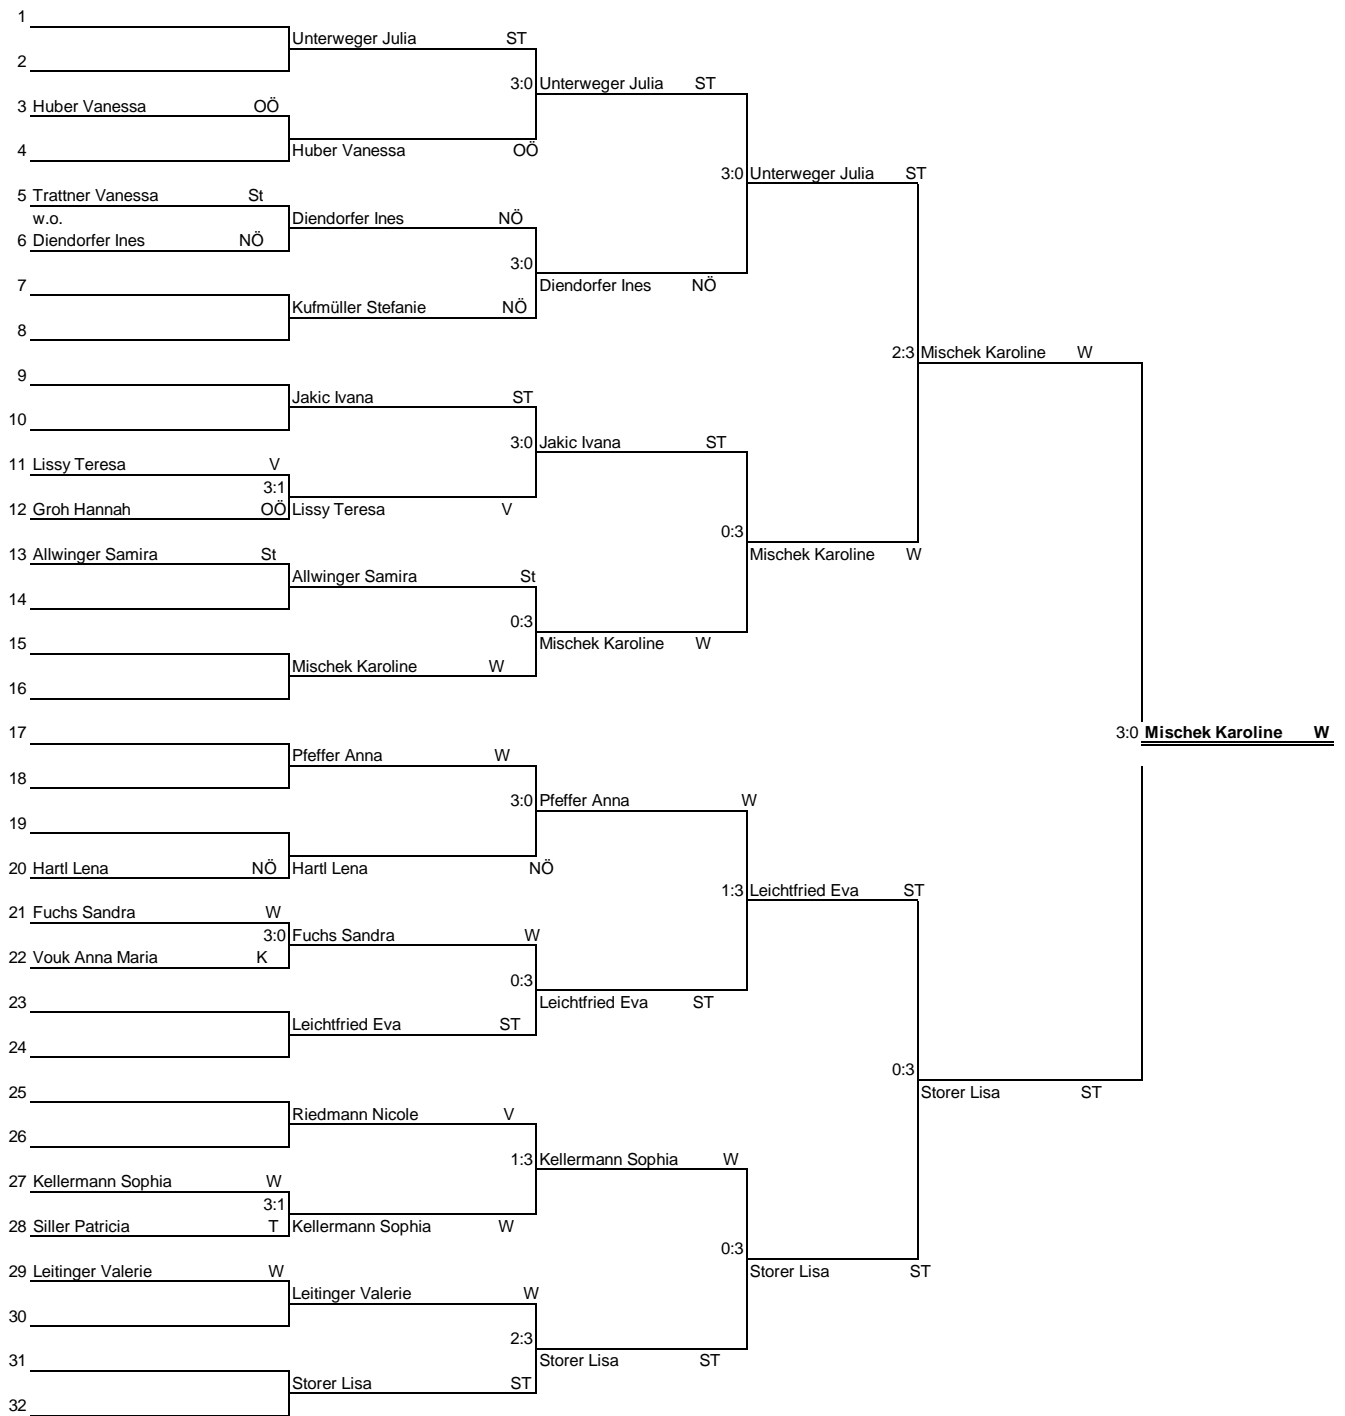 1
Unterweger Julia ST
2
3:0 Unterweger Julia ST
3 Huber Vanessa OÖ
4 Huber Vanessa OÖ
3:0 Unterweger Julia ST
5 Trattner Vanessa St
w.o. Diendorfer Ines NÖ
6 Diendorfer Ines NÖ
3:0
7 Diendorfer Ines NÖ
Kufmüller Stefanie NÖ
8
2:3 Mischek Karoline W
9
Jakic Ivana ST
10
3:0 Jakic Ivana ST
11 Lissy Teresa V
3:1
12 Groh Hannah OÖ Lissy Teresa V
0:3
13 Allwinger Samira St Mischek Karoline W
Allwinger Samira St
14
0:3
15 Mischek Karoline W
Mischek Karoline W
16
17 3:0 Mischek Karoline W
Pfeffer Anna W
18
3:0 Pfeffer Anna W
19
20 Hartl Lena NÖ Hartl Lena NÖ
1:3 Leichtfried Eva ST
21 Fuchs Sandra W
3:0 Fuchs Sandra W
22 Vouk Anna Maria K
0:3
23 Leichtfried Eva ST
Leichtfried Eva ST
24
0:3
25 Storer Lisa ST
Riedmann Nicole V
26
1:3 Kellermann Sophia W
27 Kellermann Sophia W
3:1
28 Siller Patricia T Kellermann Sophia W
0:3
29 Leitinger Valerie W Storer Lisa ST
Leitinger Valerie W
30
2:3
31 Storer Lisa ST
Storer Lisa ST
32